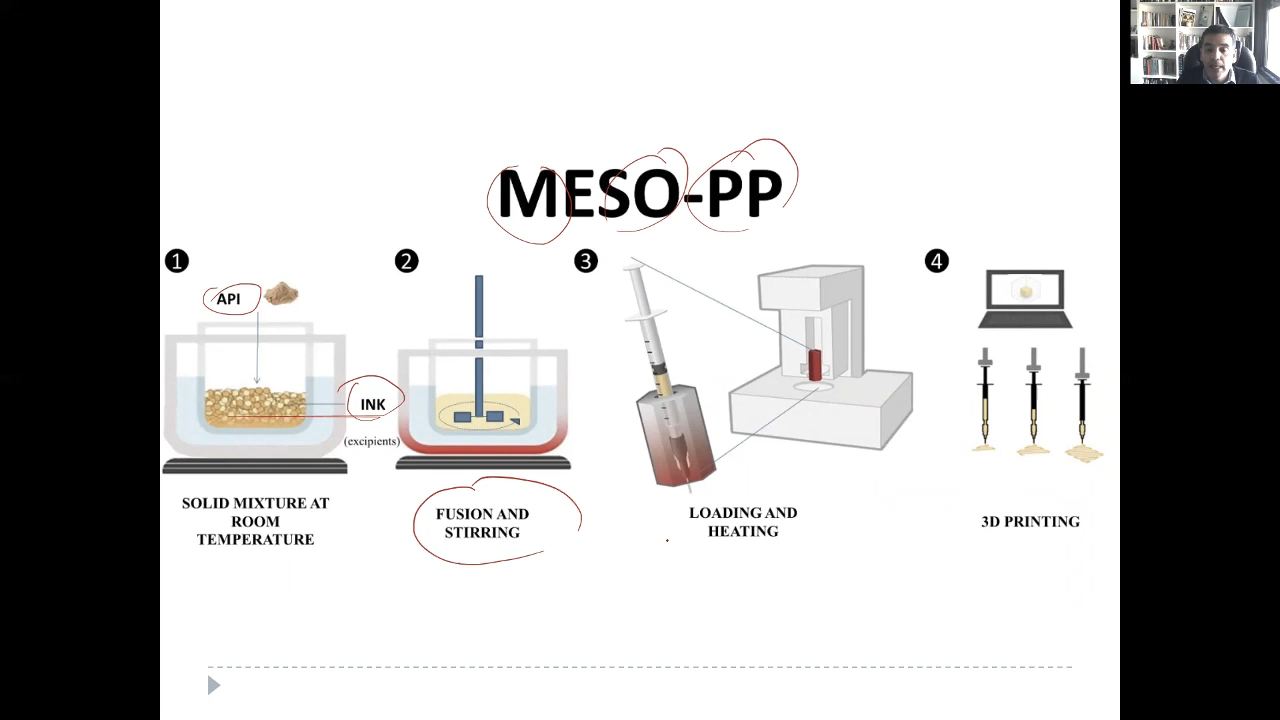 MESO-PP
1
API
INK
(excipients)
SOLID MIXTURE AT
ROOM
TEMPERATURE
2
FUSION AND
STIRRING
3
LOADING AND
HEATING
4
3D PRINTING